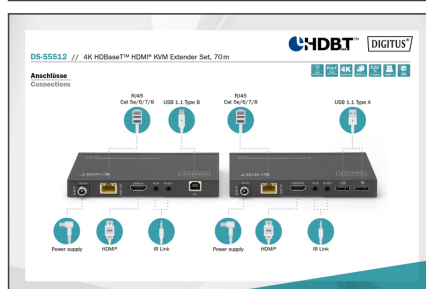 HDBT™
DIGITUS®
DS-55512 // 4K HDBaseT™ HDMI® KVM Extender Set, 70 m
4K
CAT
Anschlüsse
Connections
RJ45
Cat 5e/6/7/8
USB 1.1 Type B
RJ45
Cat 5e/6/7/8
USB 1.1 Type A
Power supply
HDMI®
IR Link
Power supply
HDMI®
IR Link